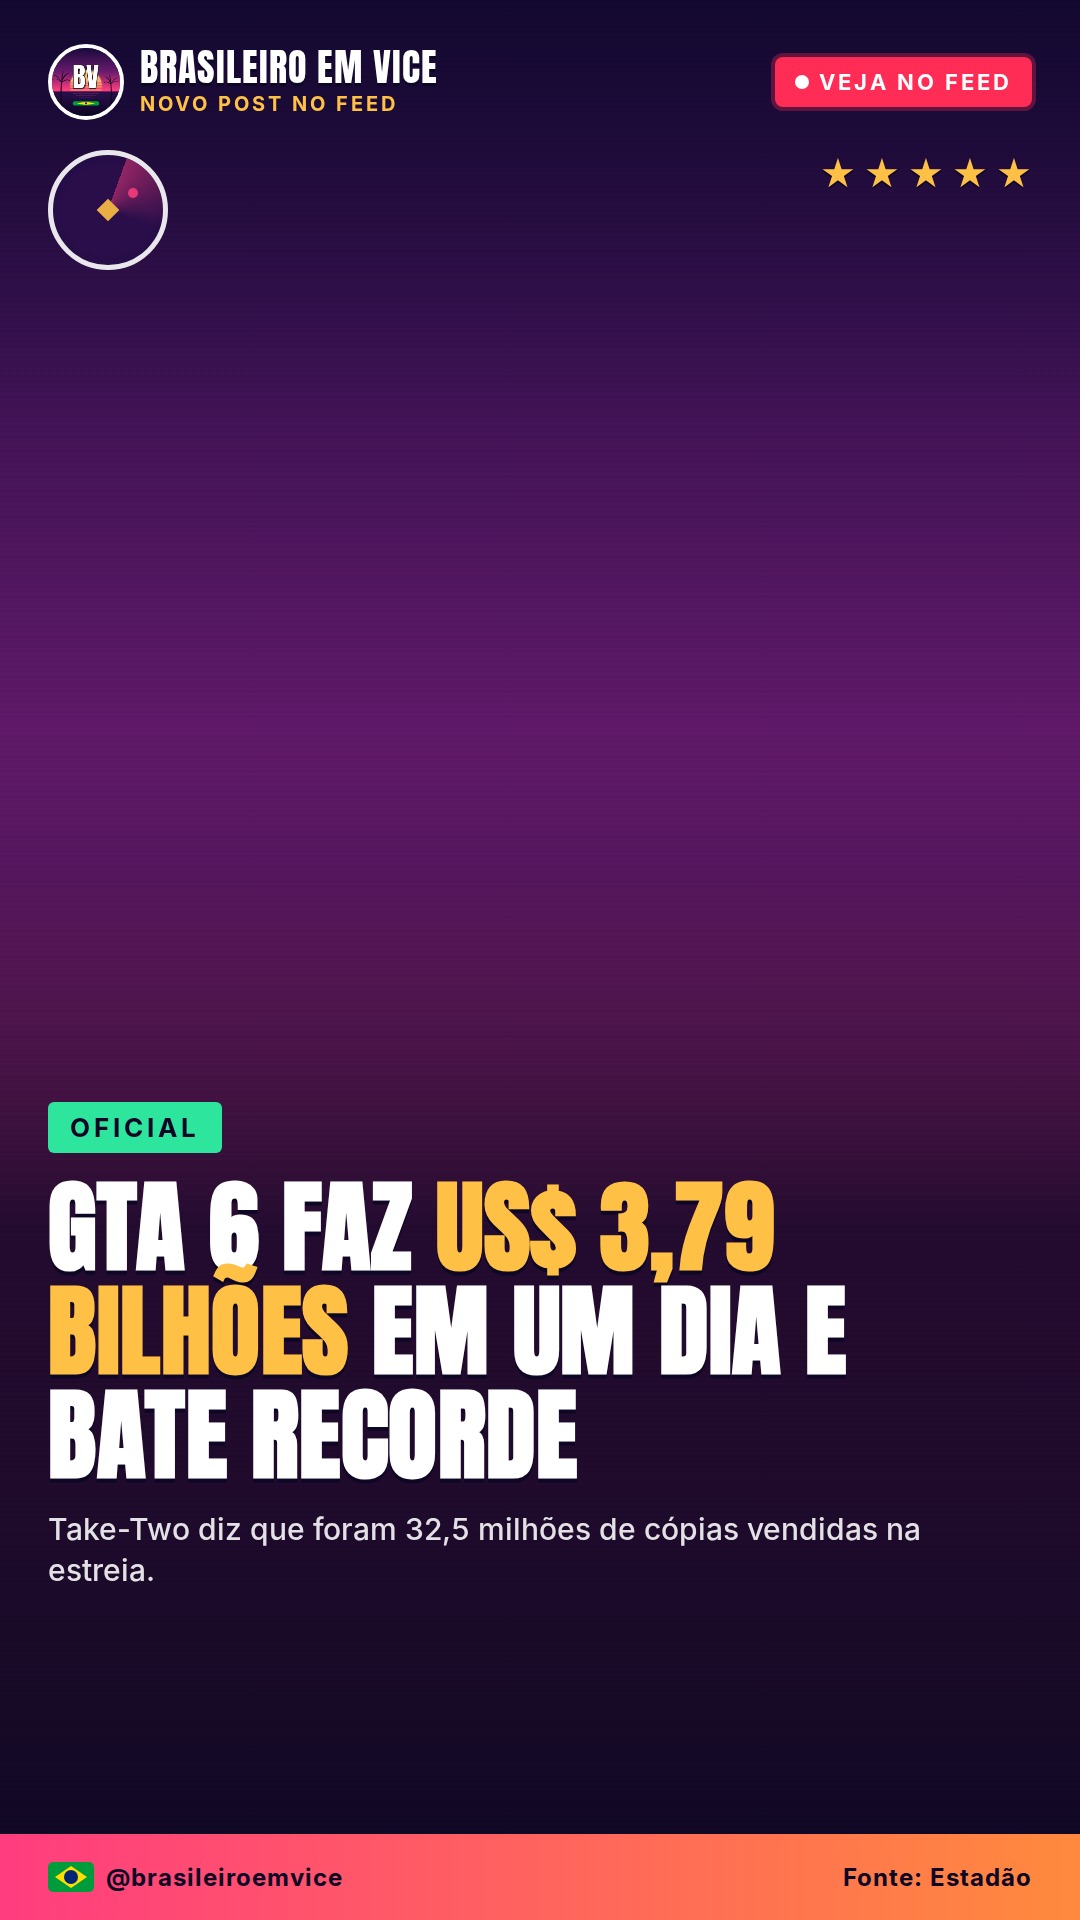 BV
BRASILEIRO EM VICE
NOVO POST NO FEED
VEJA NO FEED
OFICIAL
GTA 6 FAZ US$ 3,79
BILHÕES EM UM DIA E
BATE RECORDE
Take-Two diz que foram 32,5 milhões de cópias vendidas na
estreia.
@brasileiroemvice
Fonte: Estadão